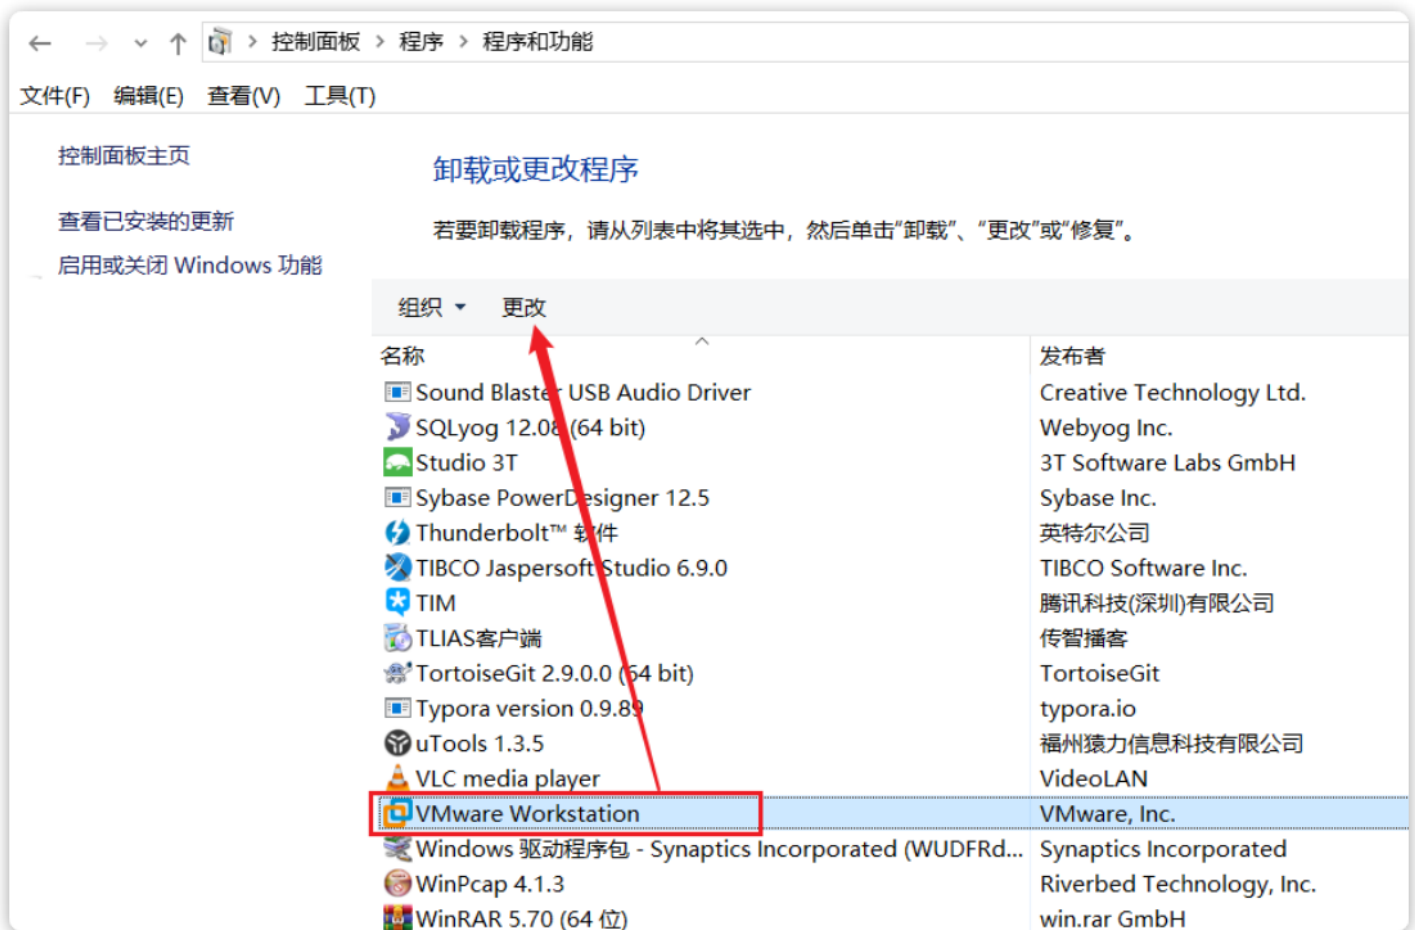 控制面板 > 程序 > 程序和功能
文件(F) 编辑(E) 查看(V) 工具(T)
控制面板主页
查看已安装的更新
启用或关闭 Windows 功能
卸载或更改程序
若要卸载程序，请从列表中将其选中，然后单击“卸载”、“更改”或“修复”。
组织 更改
名称 发布者
Sound Blaster USB Audio Driver Creative Technology Ltd.
SQLyog 12.08 (64 bit) Webyog Inc.
Studio 3T 3T Software Labs GmbH
Sybase PowerDesigner 12.5 Sybase Inc.
Thunderbolt™ 软件 英特尔公司
TIBCO Jaspersoft Studio 6.9.0 TIBCO Software Inc.
TIM 腾讯科技(深圳)有限公司
TLIAS客户端 传智播客
TortoiseGit 2.9.0.0 (64 bit) TortoiseGit
Typora version 0.9.89 typora.io
uTools 1.3.5 福州猿力信息科技有限公司
VLC media player VideoLAN
VMware Workstation VMware, Inc.
Windows 驱动程序包 - Synaptics Incorporated (WUDFRd... Synaptics Incorporated
WinPcap 4.1.3 Riverbed Technology, Inc.
WinRAR 5.70 (64 位) win.rar GmbH